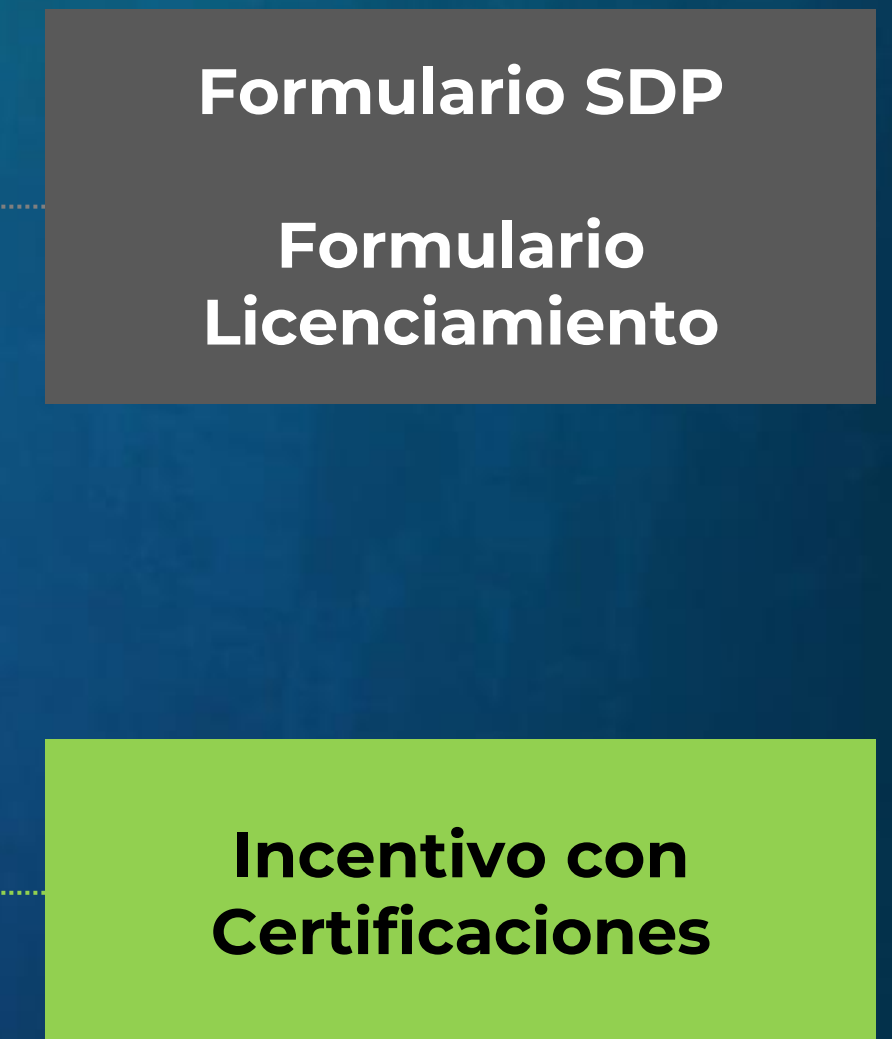 Formulario SDP
Formulario
Licenciamiento
Incentivo con
Certificaciones